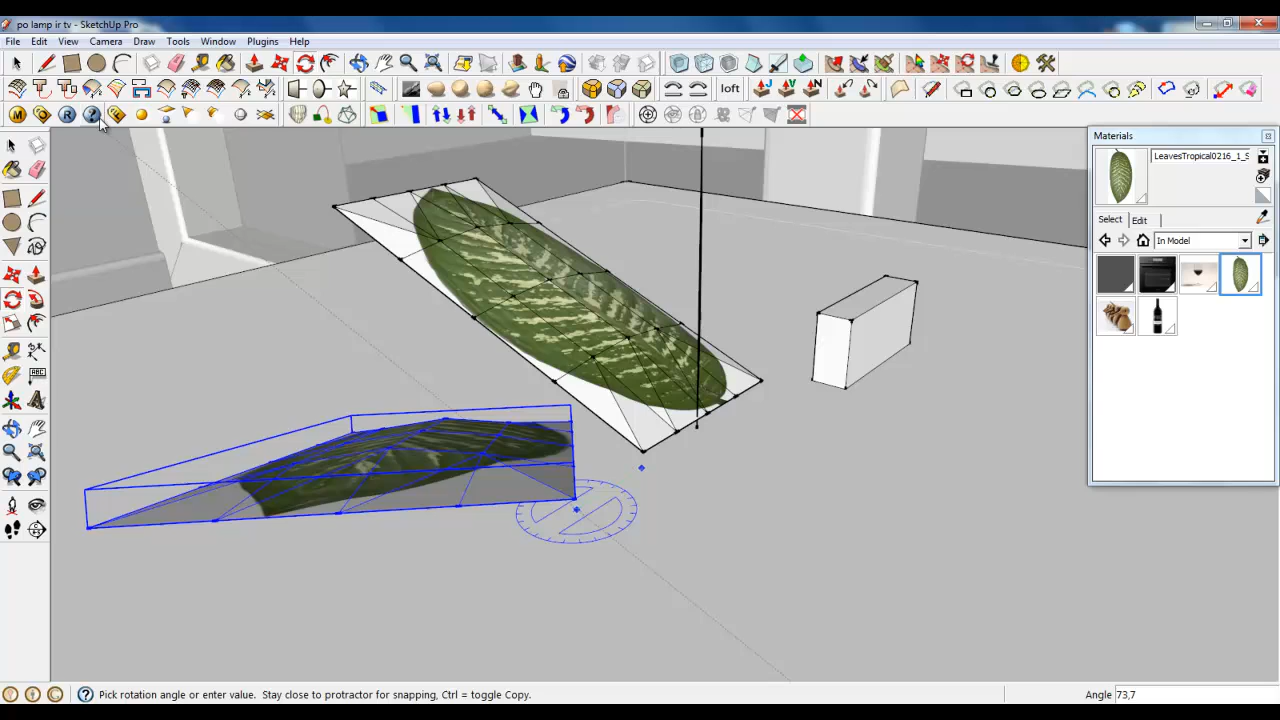 po lamp ir tv - SketchUp Pro
File Edit View Camera Draw Tools Window Plugins Help
loft
M R ?
Materials
LeavesTropical0216_1_S
Select Edit
In Model
Pick rotation angle or enter value. Stay close to protractor for snapping, Ctrl = toggle Copy.
Angle 73,7